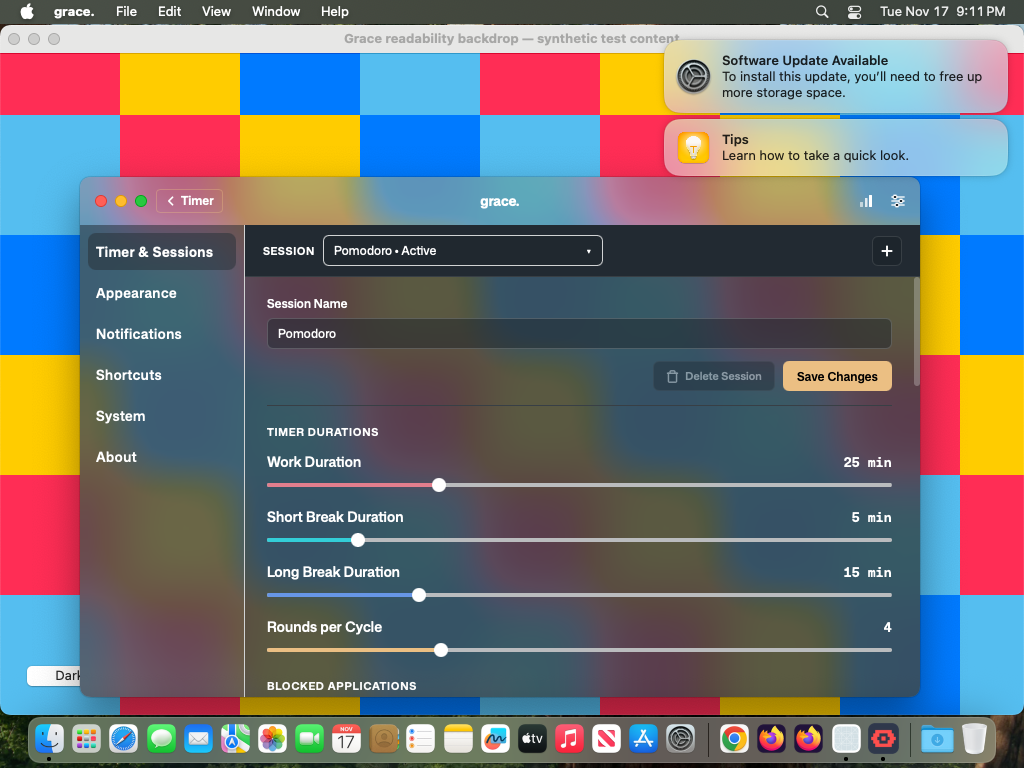 grace. File Edit View Window Help Tue Nov 17 9:11 PM
Grace readability backdrop — synthetic test content
Software Update Available
To install this update, you'll need to free up
more storage space.
Tips
Learn how to take a quick look.
Timer
grace.
Timer & Sessions
Appearance
Notifications
Shortcuts
System
About
SESSION Pomodoro • Active
Session Name
Pomodoro
Delete Session Save Changes
TIMER DURATIONS
Work Duration 25 min
Short Break Duration 5 min
Long Break Duration 15 min
Rounds per Cycle 4
BLOCKED APPLICATIONS
Dark
NOV
17
tv